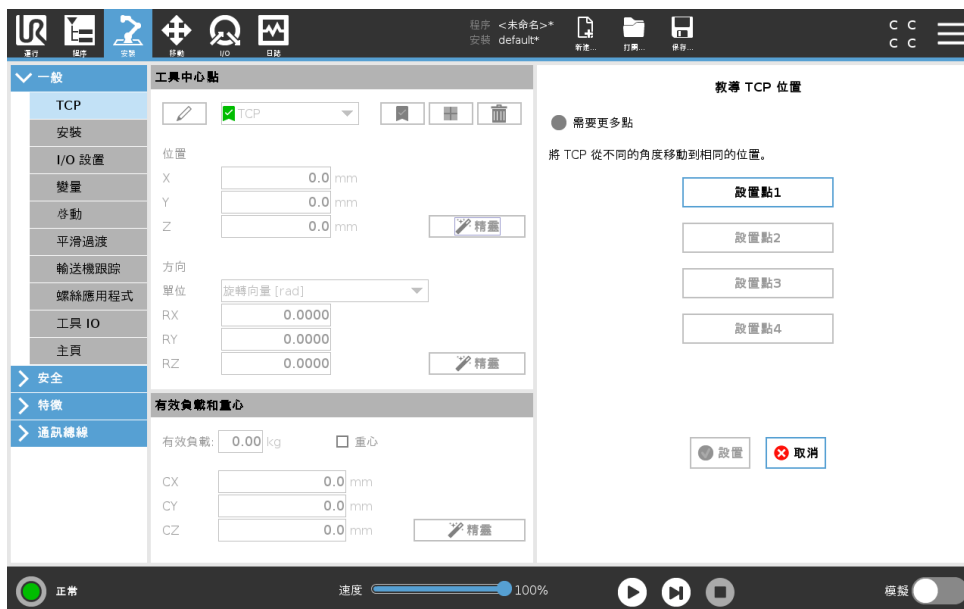 程序 <未命名>*
安裝 default*
運行
程序
安裝
移動
I/O
日誌
新建...
打開...
保存...
C C
C C
一般
TCP
安裝
I/O 設置
變量
啓動
平滑過渡
輸送機跟踪
螺絲應用程式
工具 IO
主頁
安全
特徵
通訊總線
工具中心點
TCP
位置
X 0.0 mm
Y 0.0 mm
Z 0.0 mm
精靈
方向
單位 旋轉向量 [rad]
RX 0.0000
RY 0.0000
RZ 0.0000
精靈
有效負載和重心
有效負載: 0.00 kg
重心
CX 0.0 mm
CY 0.0 mm
CZ 0.0 mm
精靈
教導 TCP 位置
需要更多點
將 TCP 從不同的角度移動到相同的位置。
設置點1
設置點2
設置點3
設置點4
設置
取消
正常
速度
100%
模擬